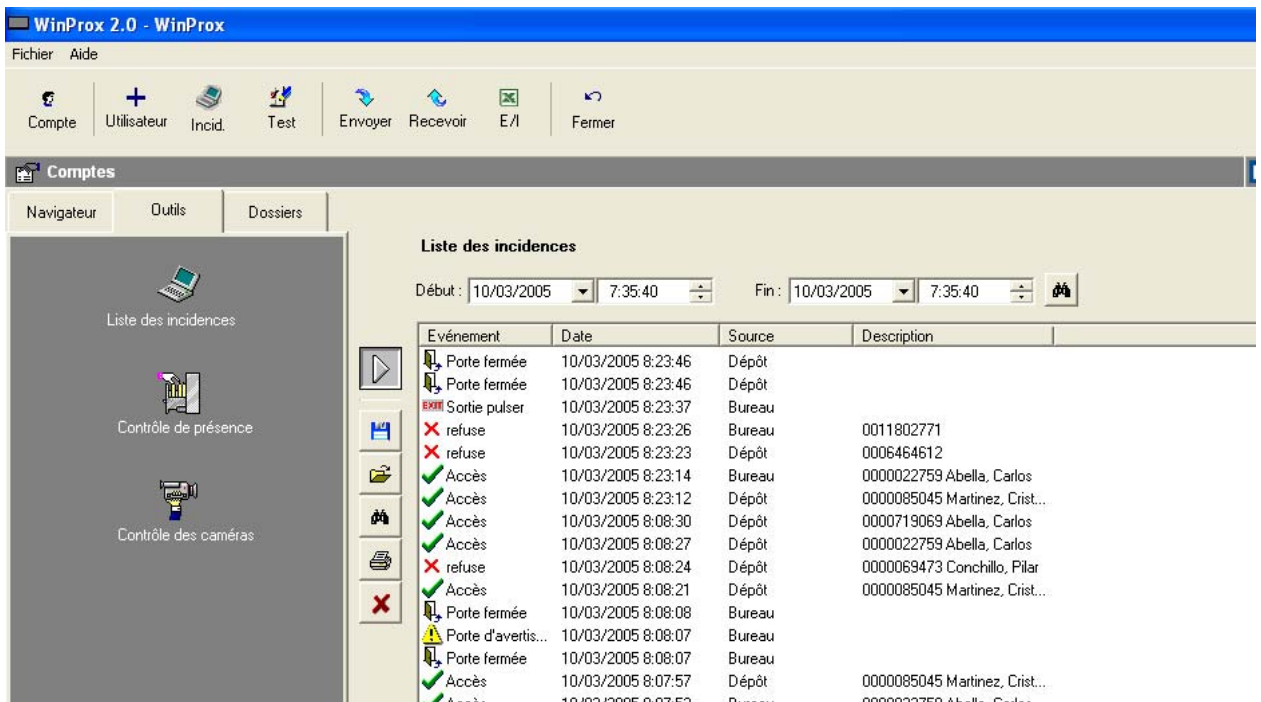 WinProx 2.0 - WinProx
Fichier Aide
Compte Utilisateur Incid. Test Envoyer Recevoir E/I Fermer
Comptes
Navigateur Outils Dossiers
Liste des incidences
Contrôle de présence
Contrôle des caméras
Liste des incidences
Début : 10/03/2005 7:35:40 Fin : 10/03/2005 7:35:40
Evénement Date Source Description
Porte fermée 10/03/2005 8:23:46 Dépôt
Porte fermée 10/03/2005 8:23:46 Dépôt
EXIT Sortie pulser 10/03/2005 8:23:37 Bureau
refuse 10/03/2005 8:23:26 Bureau 0011802771
refuse 10/03/2005 8:23:23 Dépôt 0006464612
Accès 10/03/2005 8:23:14 Bureau 0000022759 Abella, Carlos
Accès 10/03/2005 8:23:12 Dépôt 0000085045 Martinez, Crist...
Accès 10/03/2005 8:08:30 Dépôt 0000719069 Abella, Carlos
Accès 10/03/2005 8:08:27 Dépôt 0000022759 Abella, Carlos
refuse 10/03/2005 8:08:24 Dépôt 0000069473 Conchillo, Pilar
Accès 10/03/2005 8:08:21 Dépôt 0000085045 Martinez, Crist...
Porte fermée 10/03/2005 8:08:08 Bureau
Porte d'avertis... 10/03/2005 8:08:07 Bureau
Porte fermée 10/03/2005 8:08:07 Bureau
Accès 10/03/2005 8:07:57 Dépôt 0000085045 Martinez, Crist...